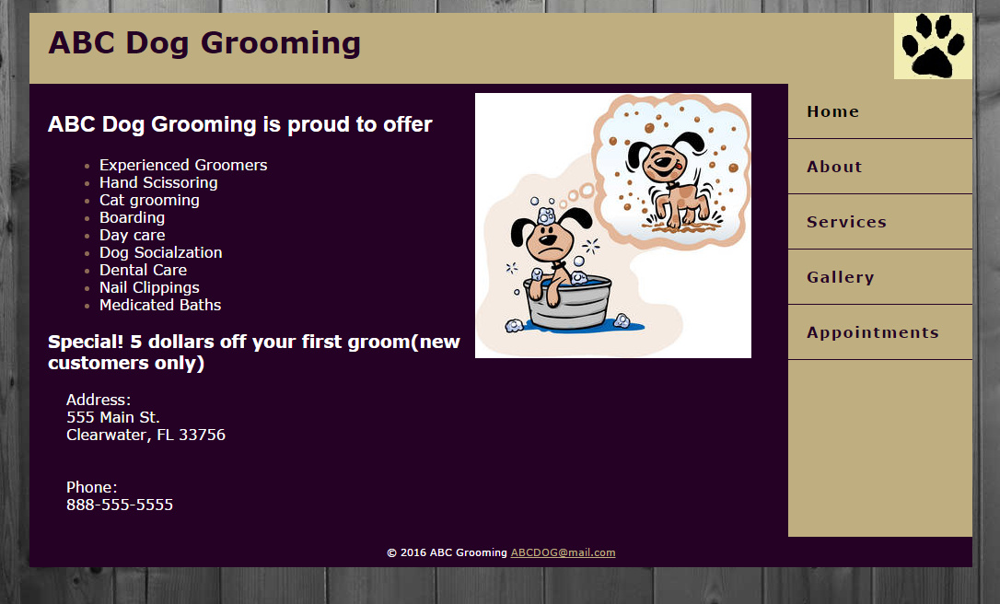 ABC Dog Grooming
ABC Dog Grooming is proud to offer
Experienced Groomers
Hand Scissoring
Cat grooming
Boarding
Day care
Dog Socialzation
Dental Care
Nail Clippings
Medicated Baths
Special! 5 dollars off your first groom(new
customers only)
Address:
555 Main St.
Clearwater, FL 33756
Phone:
888-555-5555
Home
About
Services
Gallery
Appointments
© 2016 ABC Grooming ABCDOG@mail.com